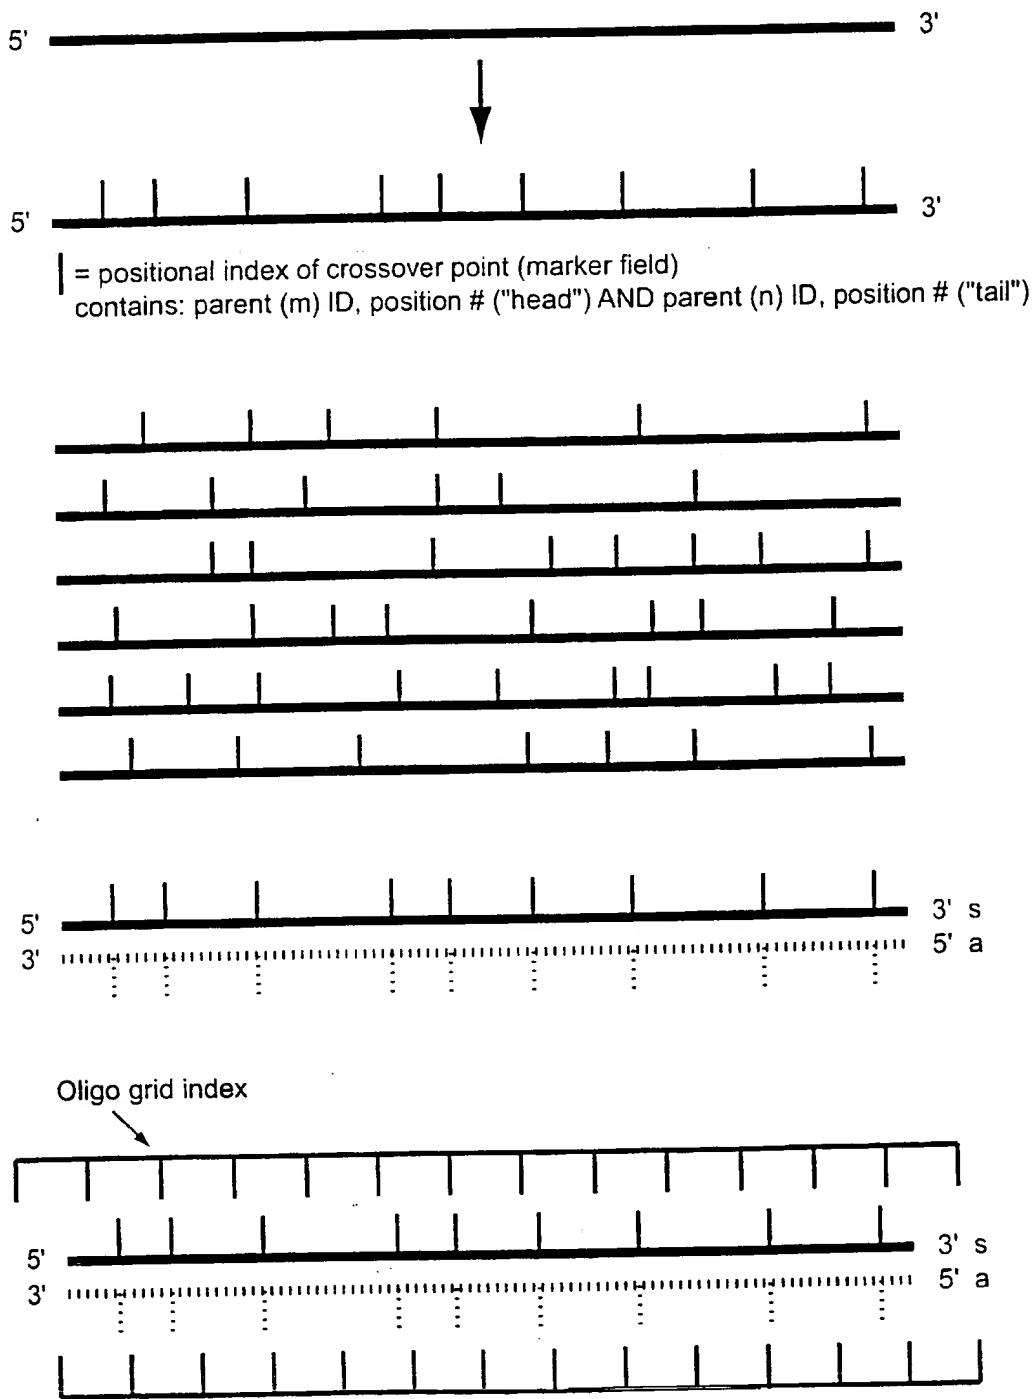 5' 3'
5' 3'
= positional index of crossover point (marker field)
contains: parent (m) ID, position # ("head") AND parent (n) ID, position # ("tail")
5' 3' s
3' 5' a
Oligo grid index
5' 3' s
3' 5' a